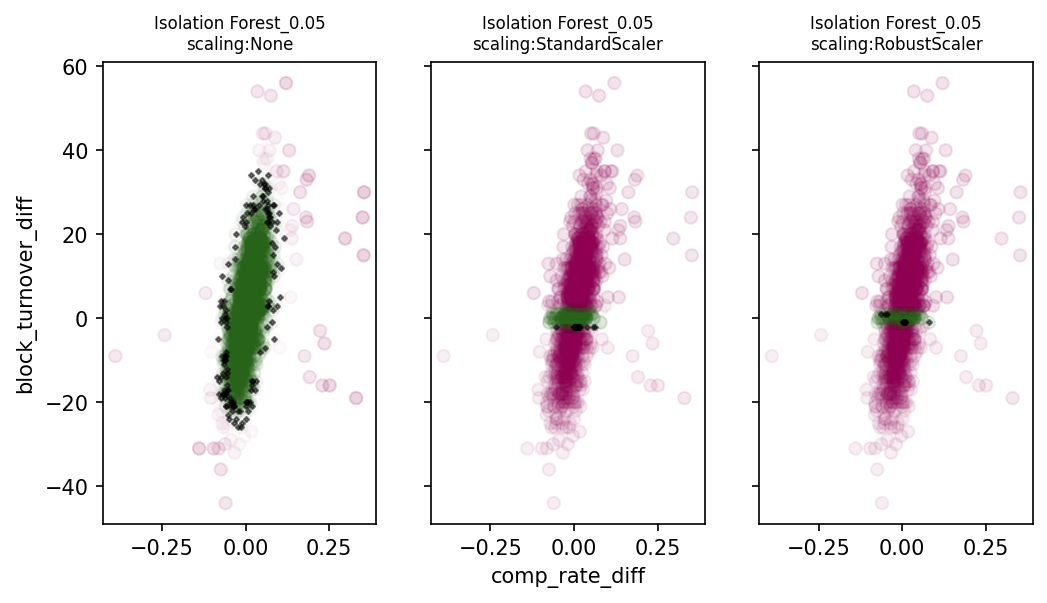 Isolation Forest_0.05
scaling:None
Isolation Forest_0.05
scaling:StandardScaler
Isolation Forest_0.05
scaling:RobustScaler
block_turnover_diff
60
40
20
0
−20
−40
−0.25 0.00 0.25
−0.25 0.00 0.25
−0.25 0.00 0.25
comp_rate_diff